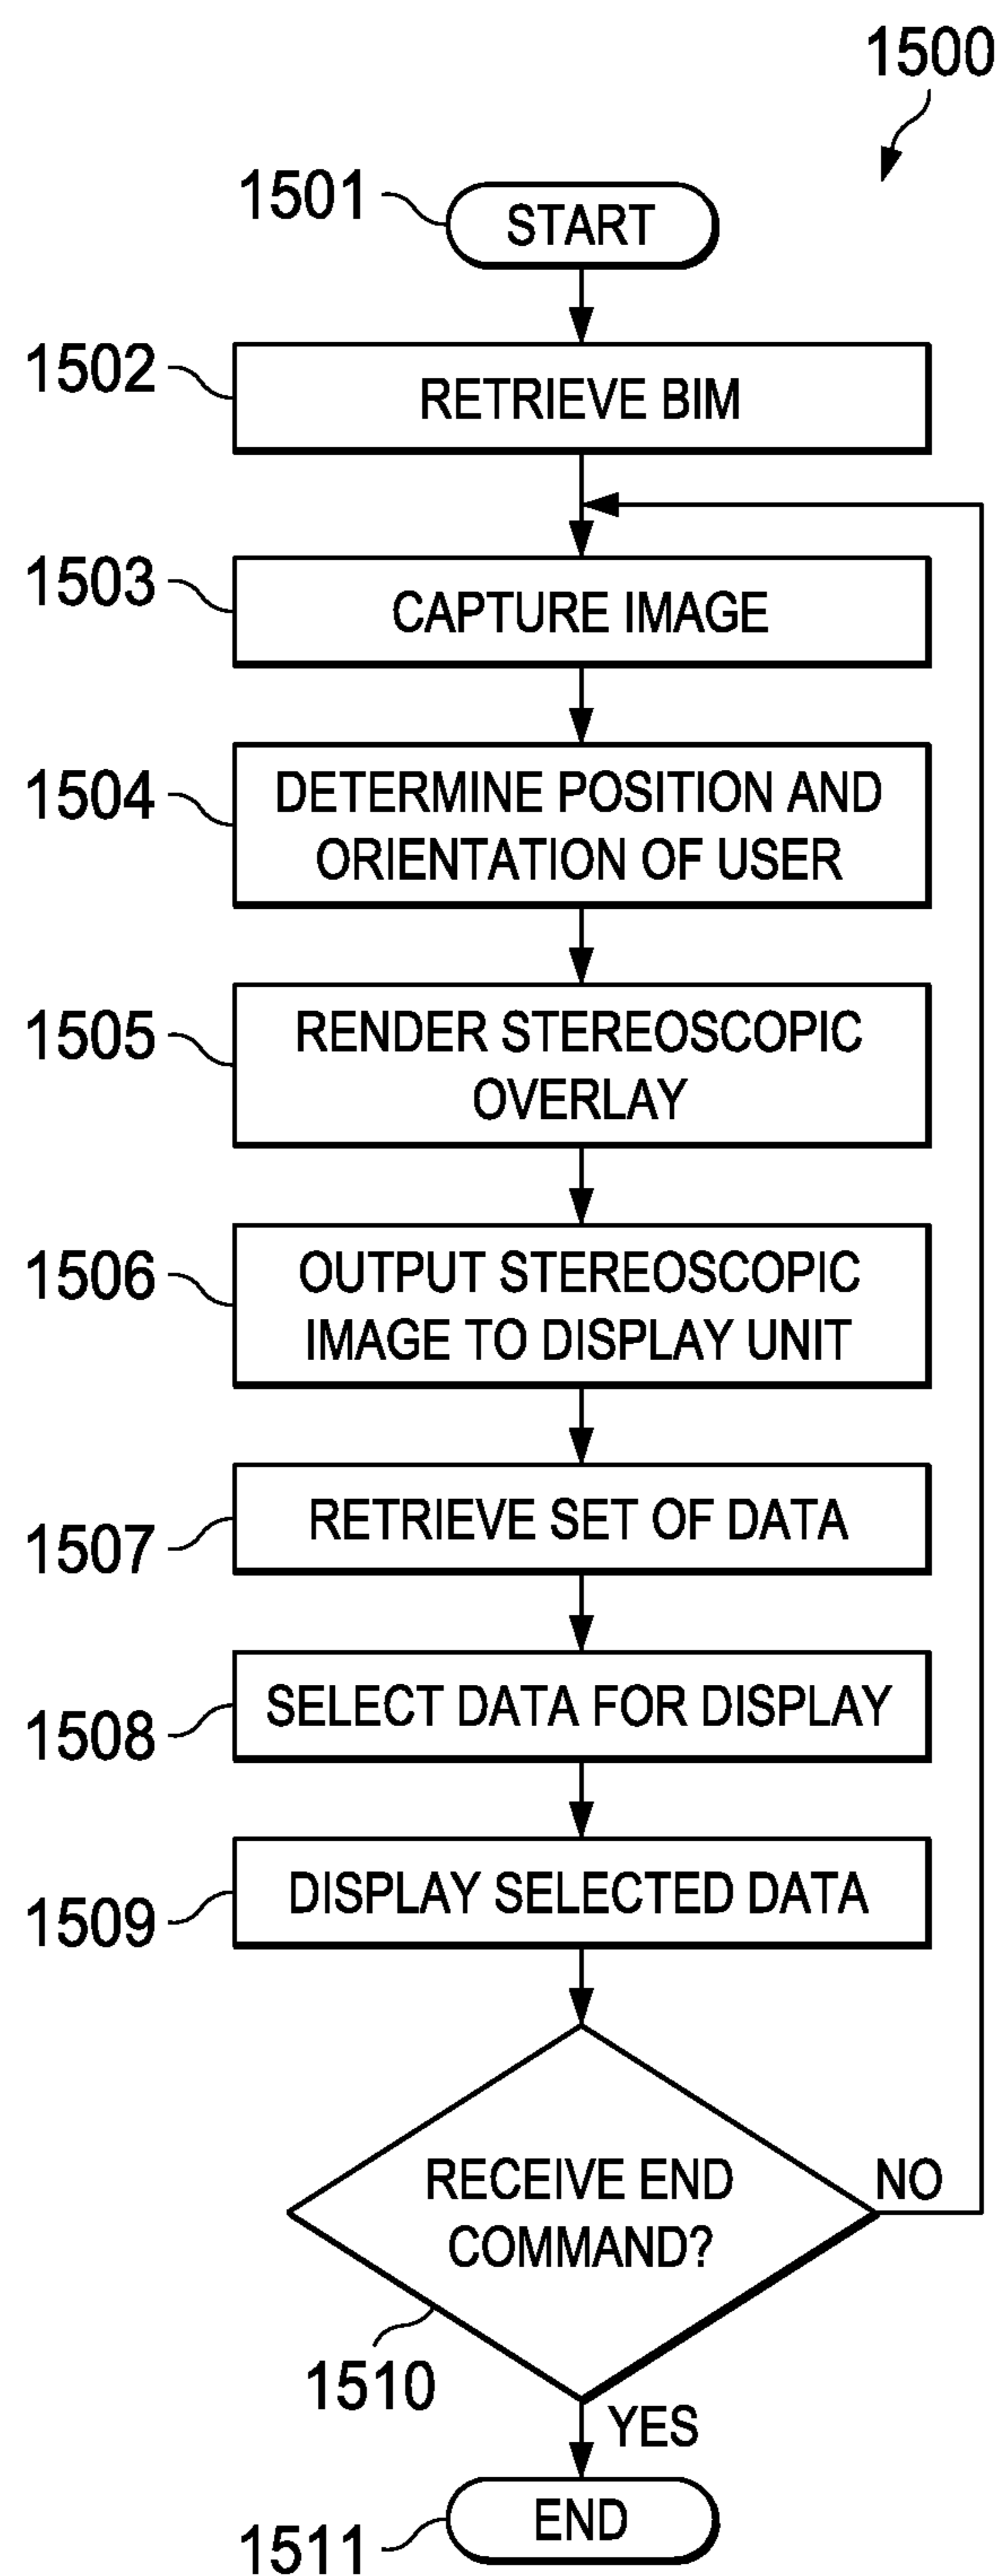 1500
1501
START
1502
RETRIEVE BIM
1503
CAPTURE IMAGE
1504
DETERMINE POSITION AND
ORIENTATION OF USER
1505
RENDER STEREOSCOPIC
OVERLAY
1506
OUTPUT STEREOSCOPIC
IMAGE TO DISPLAY UNIT
1507
RETRIEVE SET OF DATA
1508
SELECT DATA FOR DISPLAY
1509
DISPLAY SELECTED DATA
RECEIVE END
COMMAND?
NO
1510
YES
END
1511